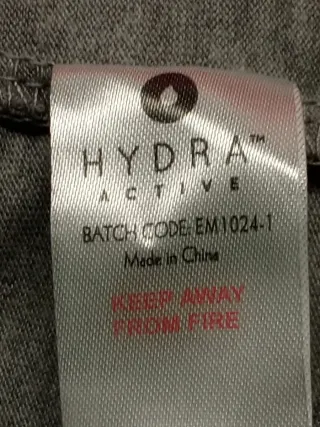 HYDRA™
ACTIVE
BATCH CODE: EM1024-1
Made in China
KEEP AWAY
FROM FIRE